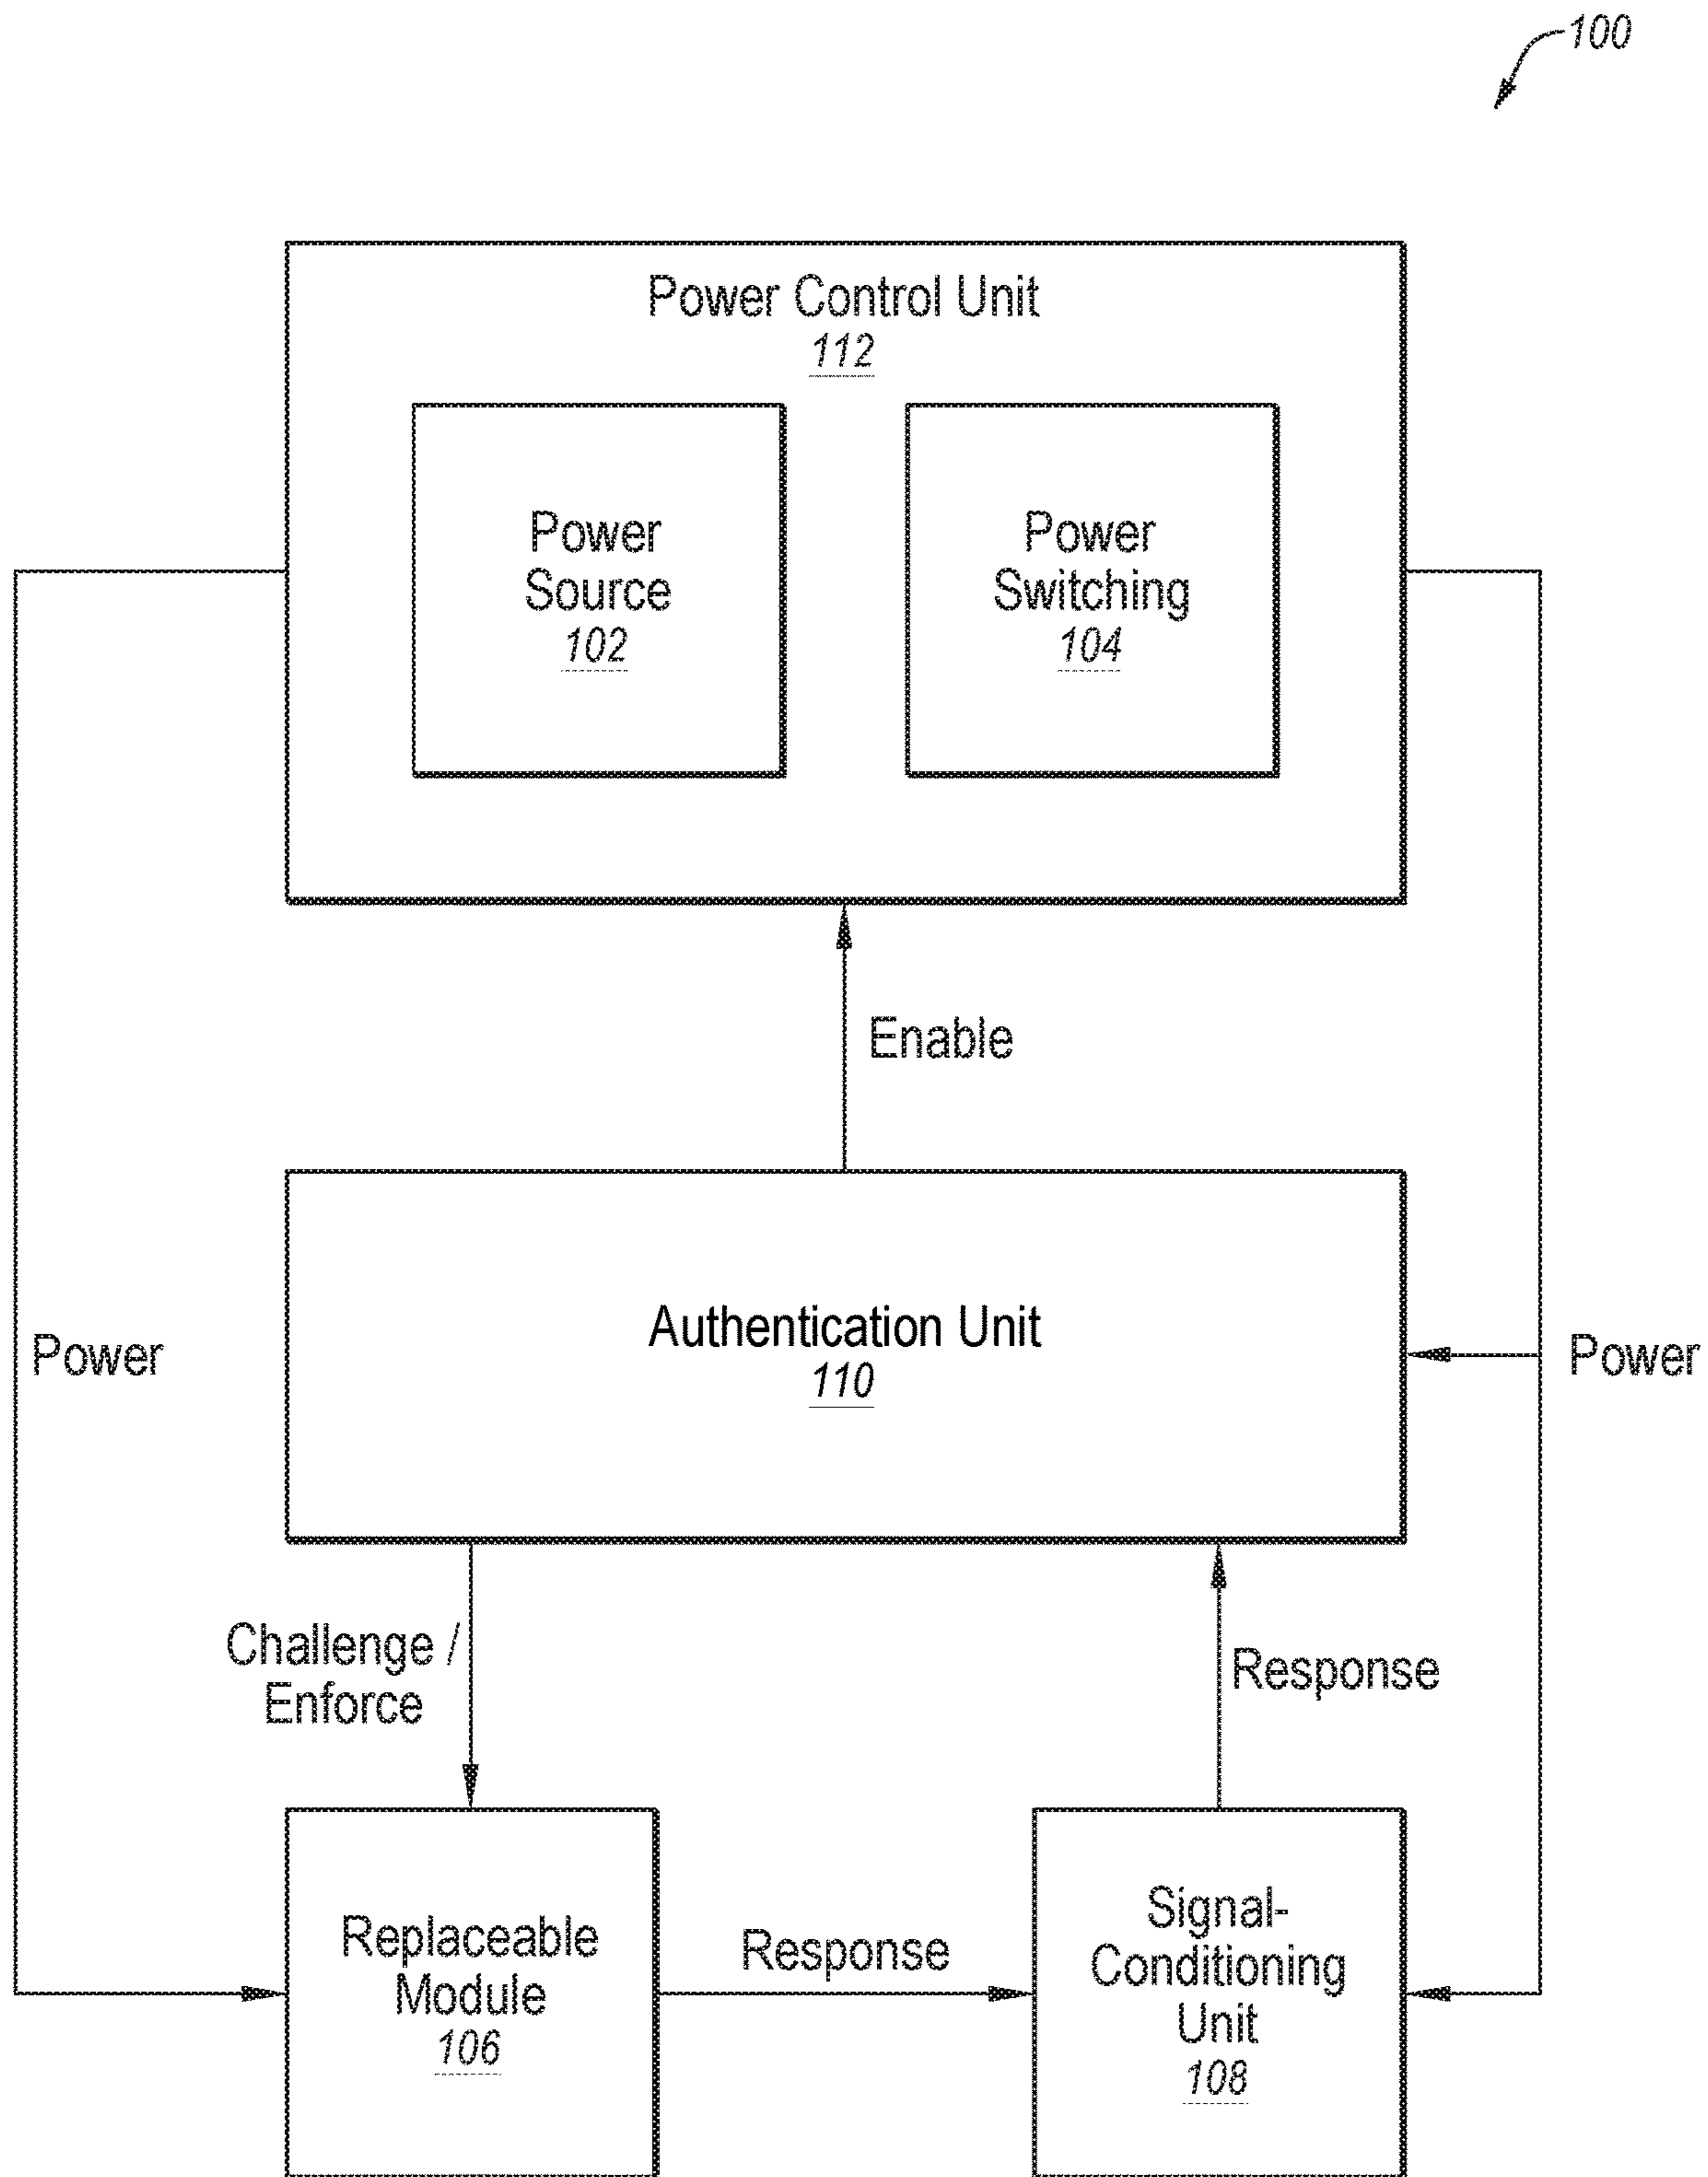 100
Power Control Unit
112
Power
Source
102
Power
Switching
104
Enable
Authentication Unit
110
Power
Power
Challenge /
Enforce
Response
Replaceable
Module
106
Response
Signal-
Conditioning
Unit
108